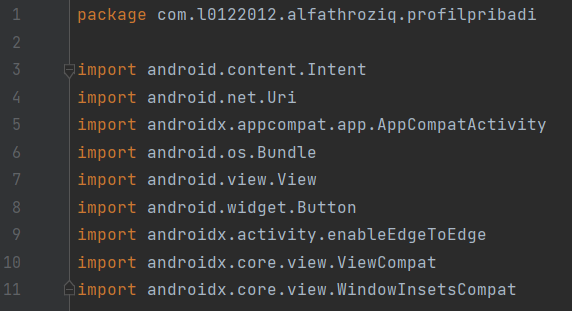 1 package com.l0122012.alfathroziq.profilpribadi
2
3 import android.content.Intent
4 import android.net.Uri
5 import androidx.appcompat.app.AppCompatActivity
6 import android.os.Bundle
7 import android.view.View
8 import android.widget.Button
9 import androidx.activity.enableEdgeToEdge
10 import androidx.core.view.ViewCompat
11 import androidx.core.view.WindowInsetsCompat